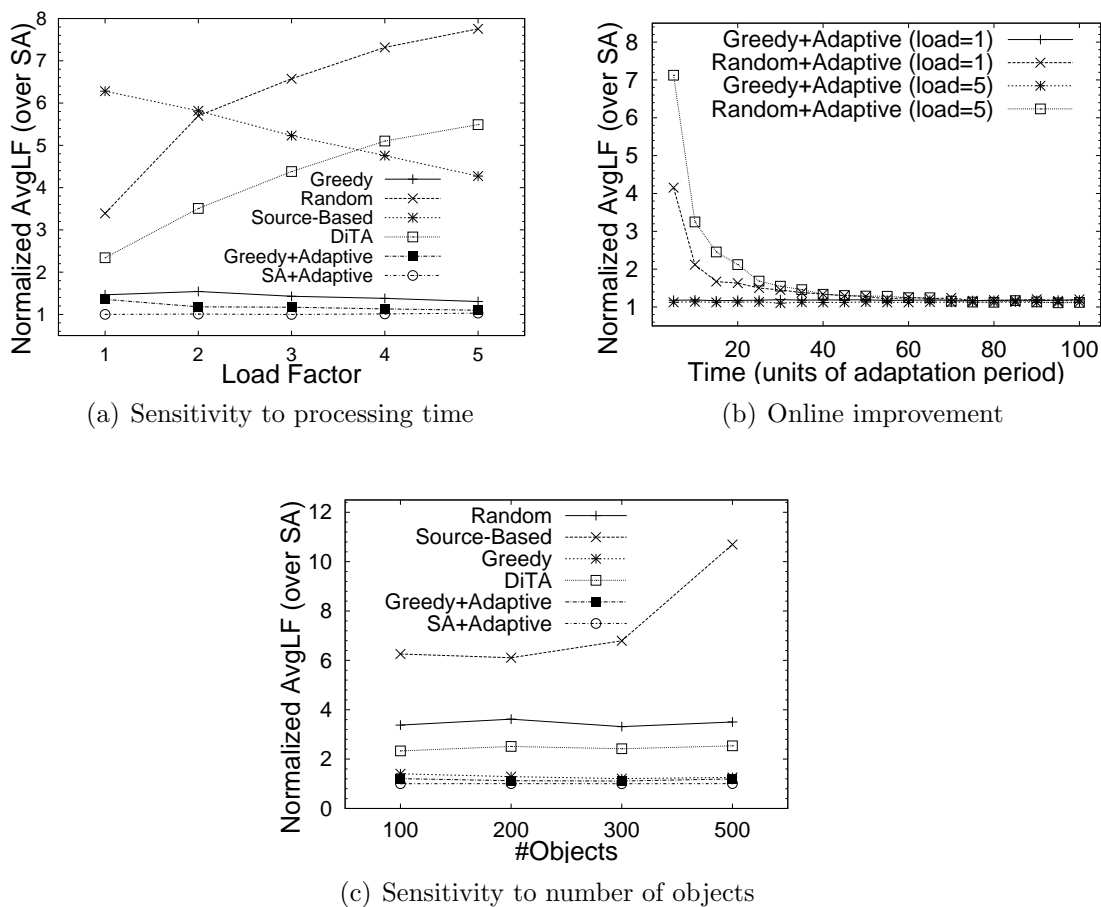 Normalized AvgLF (over SA)
8
7
6
5
4
3
2
1
Greedy
Random
Source-Based
DiTA
Greedy+Adaptive
SA+Adaptive
1 2 3 4 5
Load Factor
(a) Sensitivity to processing time
Normalized AvgLF (over SA)
8
7
6
5
4
3
2
1
Greedy+Adaptive (load=1)
Random+Adaptive (load=1)
Greedy+Adaptive (load=5)
Random+Adaptive (load=5)
20 40 60 80 100
Time (units of adaptation period)
(b) Online improvement
Normalized AvgLF (over SA)
12
10
8
6
4
2
0
Random
Source-Based
Greedy
DiTA
Greedy+Adaptive
SA+Adaptive
100 200 300 500
#Objects
(c) Sensitivity to number of objects